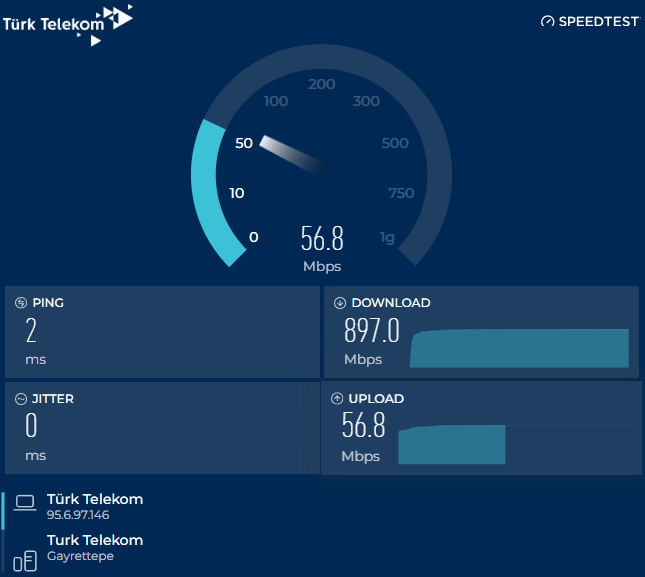 Türk Telekom
SPEEDTEST
200
100
300
50
500
10
750
0
1g
56.8
Mbps
PING
2
ms
DOWNLOAD
897.0
Mbps
JITTER
0
ms
UPLOAD
56.8
Mbps
Türk Telekom
95.6.97.146
Turk Telekom
Gayrettepe